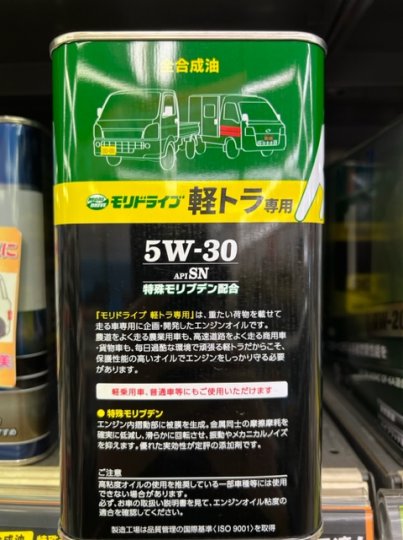 全合成油
モリドライブ 軽トラ専用
5W-30
API SN
特殊モリブデン配合
「モリドライブ 軽トラ専用」は、重たい荷物を載せて
走る車専用に企画・開発したエンジンオイルです。
農道をよく走る農業用車も、高速道路をよく走る商用車
・貨物車も、毎日過酷な環境で頑張る軽トラだからこそ、
保護性能の高いオイルでエンジンをしっかり守る必要
があります。
軽乗用車、普通車等にもご使用いただけます
●特殊モリブデン
エンジン内摺動部に被膜を生成。金属同士の摩擦摩耗を
確実に低減し、滑らかに回転させ、振動やメカニカルノイズ
を抑えます。優れた実効性が定評の添加剤です。
ご注意
高粘度オイルの使用を推奨している一部車種等には使用
できない場合があります。
必ず、お車の取扱い説明書を見て、エンジンオイル粘度の
適合を確認してください。
製造工場は品質管理の国際基準〈ISO 9001〉を取得